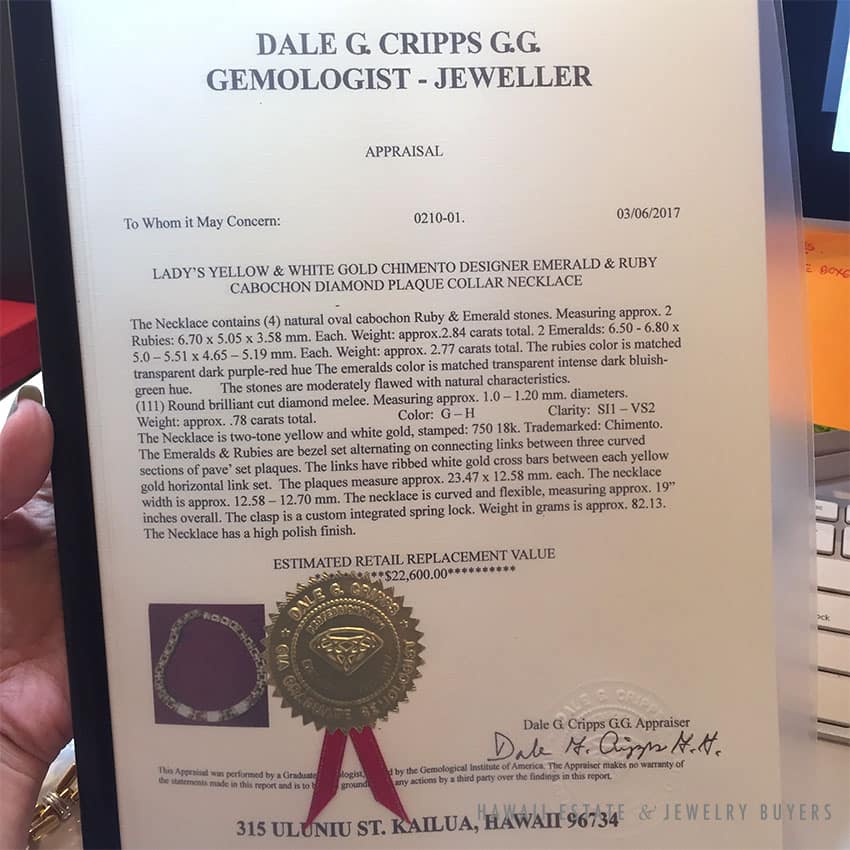 DALE G. CRIPPS G.G.
GEMOLOGIST - JEWELLER
APPRAISAL
To Whom it May Concern: 0210-01. 03/06/2017
LADY'S YELLOW & WHITE GOLD CHIMENTO DESIGNER EMERALD & RUBY
CABOCHON DIAMOND PLAQUE COLLAR NECKLACE
The Necklace contains (4) natural oval cabochon Ruby & Emerald stones. Measuring approx. 2
Rubies: 6.70 x 5.05 x 3.58 mm. Each. Weight: approx.2.84 carats total. 2 Emeralds: 6.50 - 6.80 x
5.0 – 5.51 x 4.65 – 5.19 mm. Each. Weight: approx. 2.77 carats total. The rubies color is matched
transparent dark purple-red hue The emeralds color is matched transparent intense dark bluish-
green hue. The stones are moderately flawed with natural characteristics.
(111) Round brilliant cut diamond melee. Measuring approx. 1.0 – 1.20 mm. diameters.
Weight: approx. .78 carats total. Color: G – H Clarity: SI1 – VS2
The Necklace is two-tone yellow and white gold, stamped: 750 18k. Trademarked: Chimento.
The Emeralds & Rubies are bezel set alternating on connecting links between three curved
sections of pave' set plaques. The links have ribbed white gold cross bars between each yellow
gold horizontal link set. The plaques measure approx. 23.47 x 12.58 mm. each. The necklace
width is approx. 12.58 – 12.70 mm. The necklace is curved and flexible, measuring approx. 19”
inches overall. The clasp is a custom integrated spring lock. Weight in grams is approx. 82.13.
The Necklace has a high polish finish.
ESTIMATED RETAIL REPLACEMENT VALUE
**$22,600.00**********
DALE G. CRIPPS
GIA GRADUATE GEMOLOGIST
DALE G. CRIPPS
Dale G. Cripps G.G. Appraiser
Dale G. Cripps G.G.
This Appraisal was performed by a Graduate by the Gemological Institute of America. The Appraiser makes no warranty of
the statements made in this report and is to any actions by a third party over the findings in this report.
315 ULUNIU ST. KAILUA, HAWAII 96734
HAWAII ESTATE & JEWELRY BUYERS
BOXE